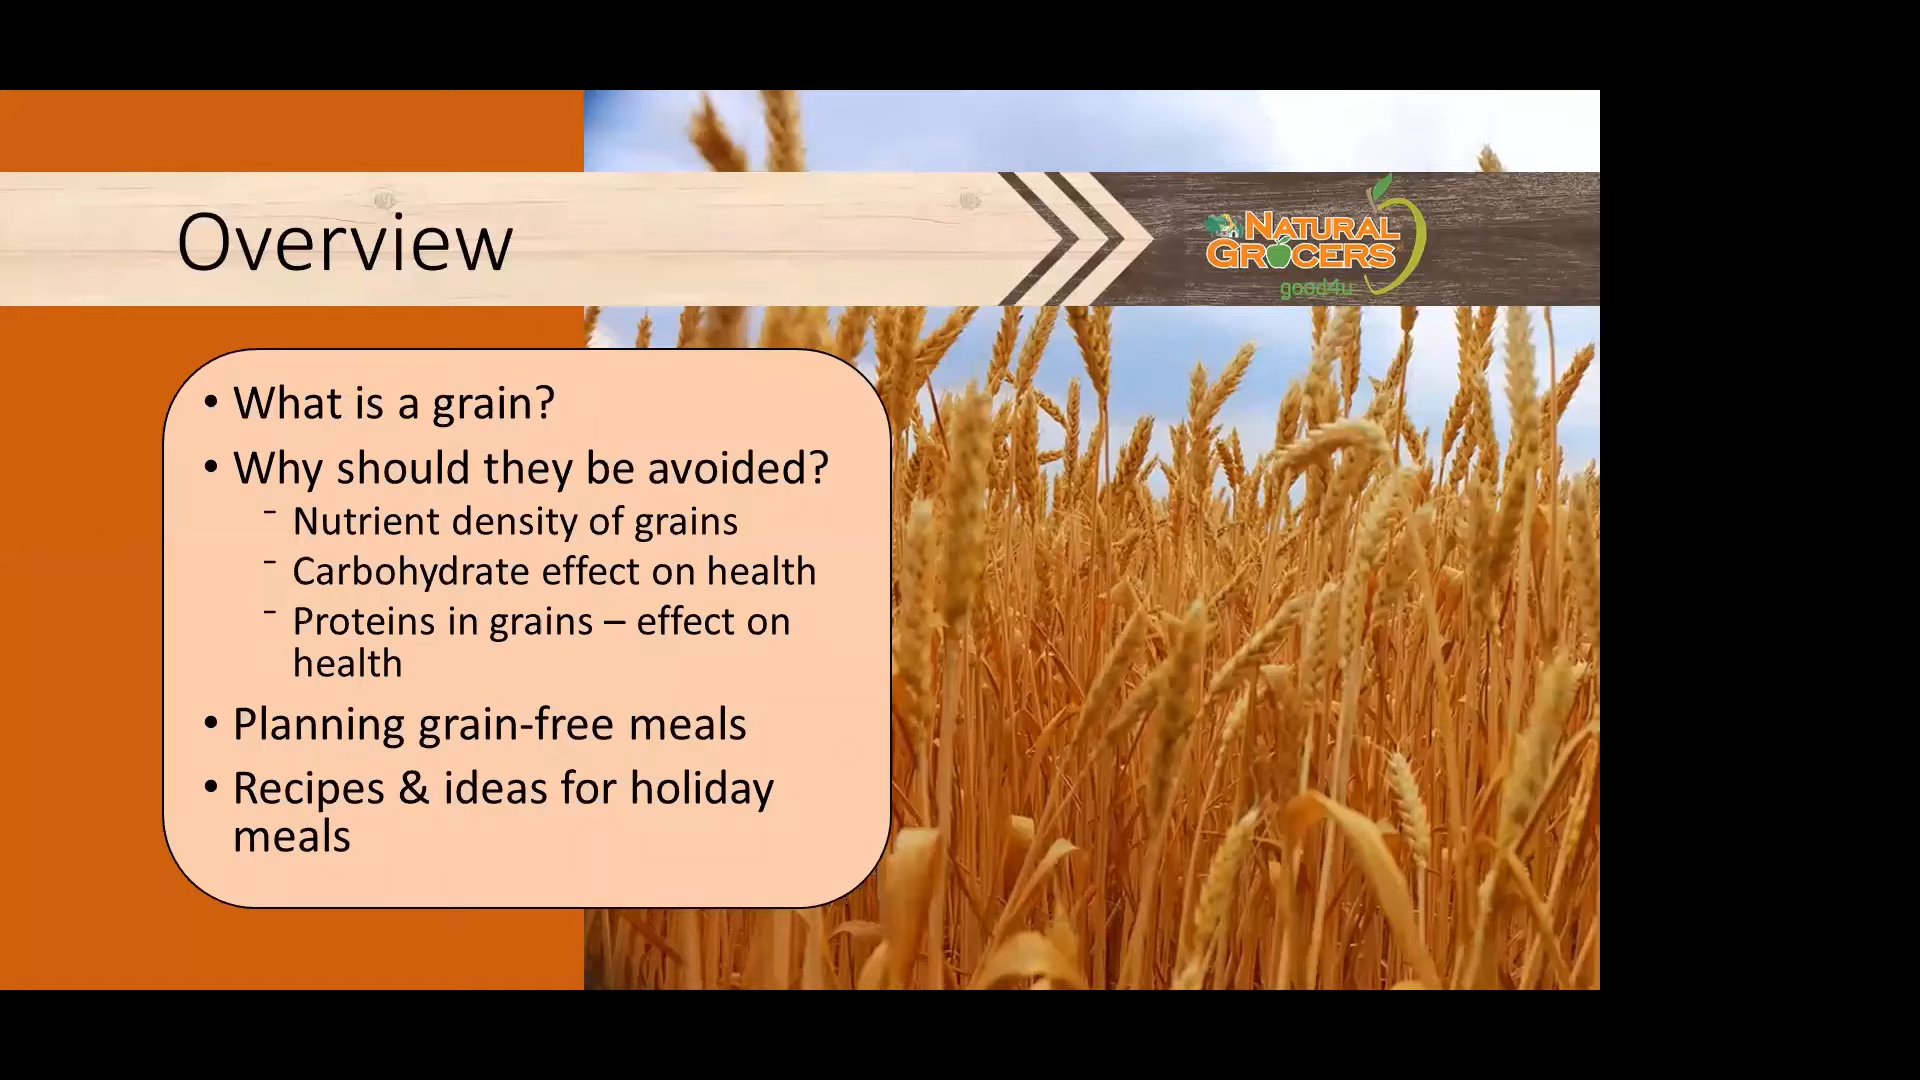 Overview
NATURAL
GROCERS
good4u
• What is a grain?
• Why should they be avoided?
⁻ Nutrient density of grains
⁻ Carbohydrate effect on health
⁻ Proteins in grains – effect on
health
• Planning grain-free meals
• Recipes & ideas for holiday
meals